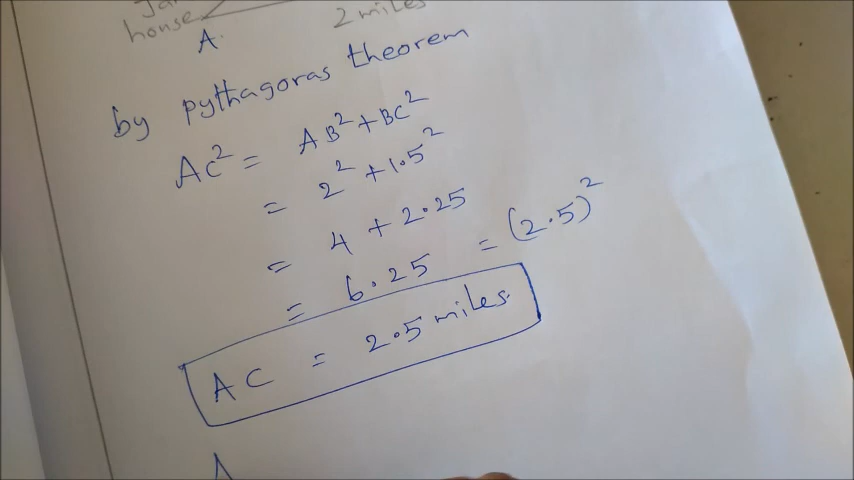 house
A.
2 miles
by pythagoras theorem
AC² = AB² + BC²
= 2² + 1.5²
= 4 + 2.25
= 6.25 = (2.5)²
AC = 2.5 miles